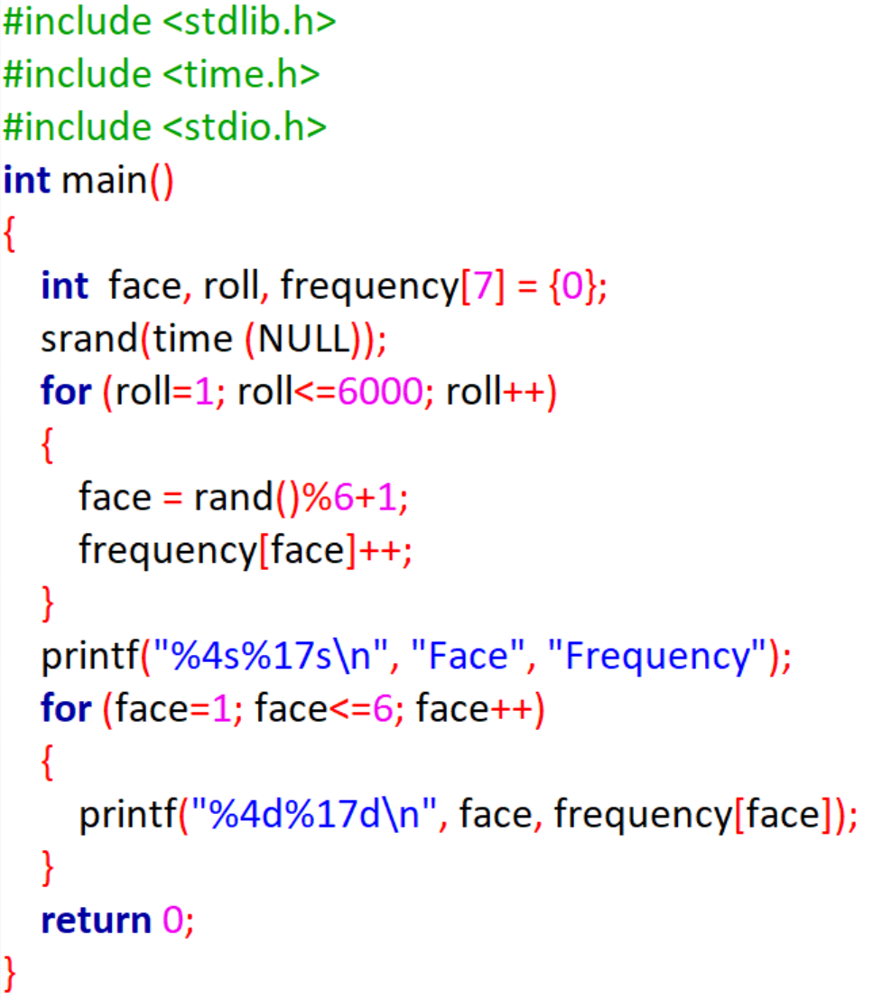 #include <stdlib.h>
#include <time.h>
#include <stdio.h>
int main()
{
int  face, roll, frequency[7] = {0};
srand(time (NULL));
for (roll=1; roll<=6000; roll++)
{
face = rand()%6+1;
frequency[face]++;
}
printf("%4s%17s\n", "Face", "Frequency");
for (face=1; face<=6; face++)
{
printf("%4d%17d\n", face, frequency[face]);
}
return 0;
}